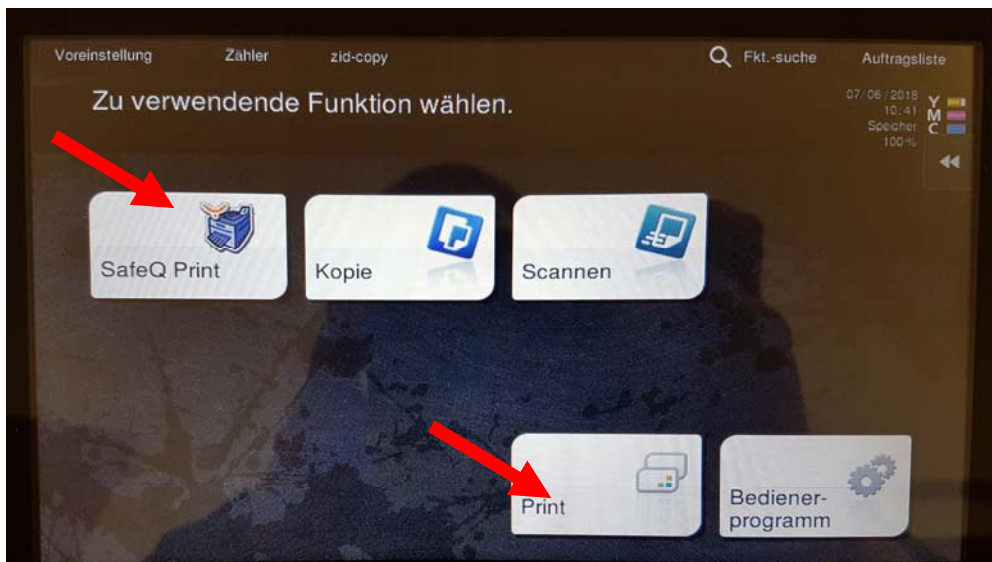 Voreinstellung Zähler zid-copy Fkt.-suche Auftragsliste
Zu verwendende Funktion wählen.
07/06/2018
10:41
Speicher
100%
Y
M
C
SafeQ Print
Kopie
Scannen
Print
Bediener-
programm